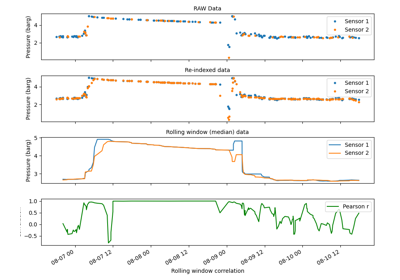 RAW Data
Pressure (barg)
4
2
Sensor 1
Sensor 2
Re-indexed data
Pressure (barg)
4
2
Sensor 1
Sensor 2
Rolling window (median) data
Pressure (barg)
5
4
3
Sensor 1
Sensor 2
1.0
0.5
0.0
−0.5
Pearson r
08-07 00
08-07 12
08-08 00
08-08 12
08-09 00
08-09 12
08-10 00
08-10 12
Rolling window correlation